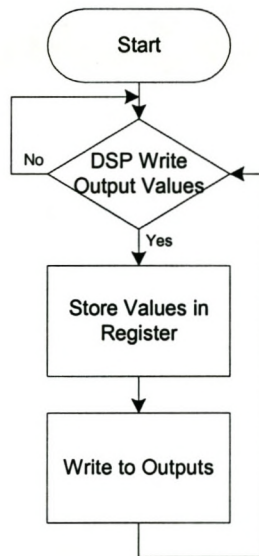 Start
No
DSP Write
Output Values
Yes
Store Values in
Register
Write to Outputs